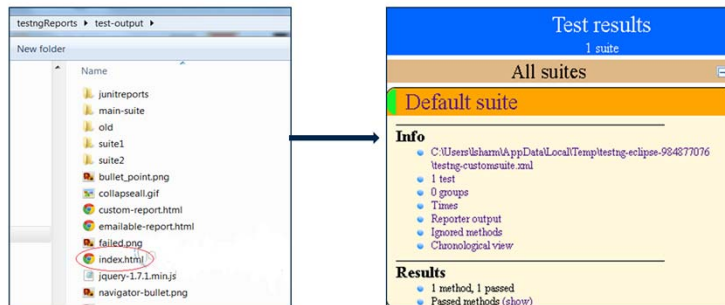 testngReports ▸ test-output ▸
New folder
Name
junitreports
main-suite
old
suite1
suite2
bullet_point.png
collapseall.gif
custom-report.html
emailable-report.html
failed.png
index.html
jquery-1.7.1.min.js
navigator-bullet.png
Test results
1 suite
All suites
Default suite
Info
C:\Users\lsharm\AppData\Local\Temp\testng-eclipse-984877076
\testng-customsuite.xml
1 test
0 groups
Times
Reporter output
Ignored methods
Chronological view
Results
1 method, 1 passed
Passed methods (show)